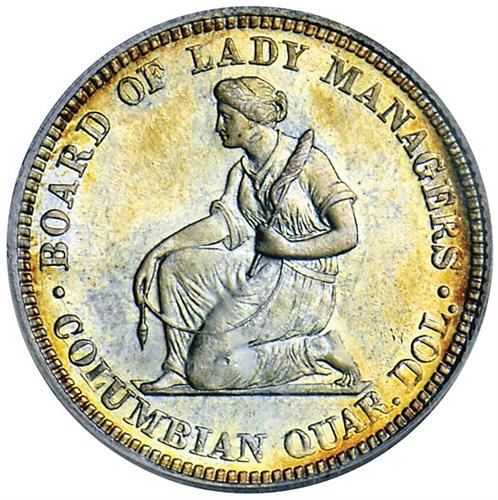 · BOARD OF LADY MANAGERS ·
COLUMBIAN QUAR. DOL.